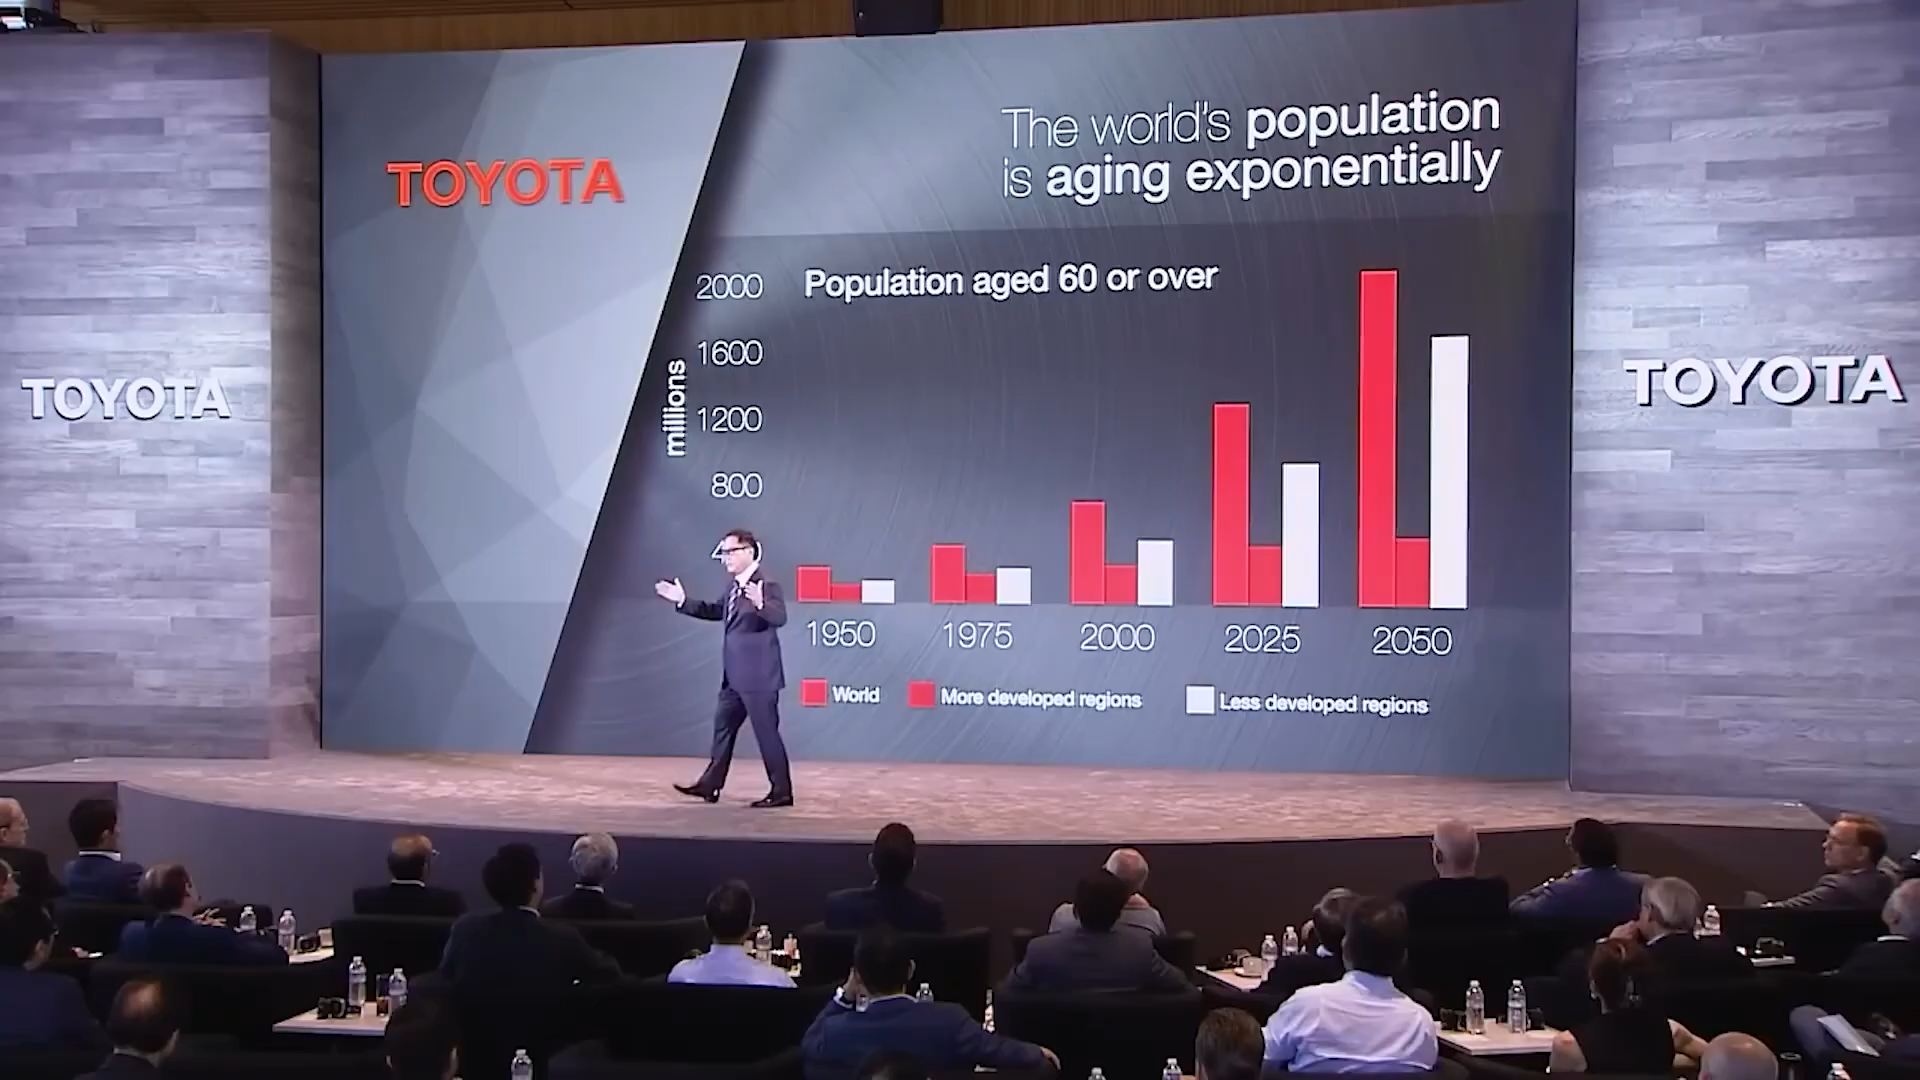 The world's population
is aging exponentially
TOYOTA
Population aged 60 or over
2000
1600
1200
800
millions
TOYOTA
TOYOTA
1950 1975 2000 2025 2050
World More developed regions Less developed regions